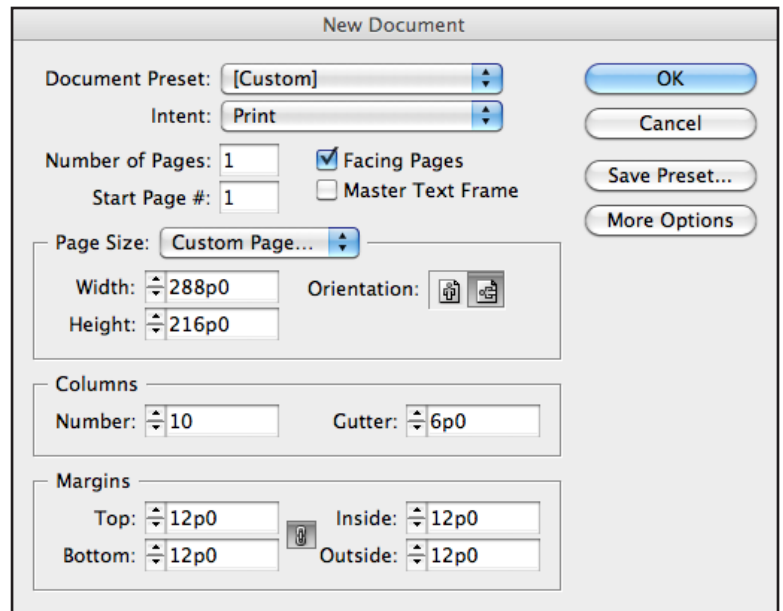 New Document
Document Preset: [Custom] OK
Intent: Print Cancel
Number of Pages: 1 Facing Pages Save Preset...
Start Page #: 1 Master Text Frame More Options
Page Size: Custom Page...
Width: 288p0 Orientation:
Height: 216p0
Columns
Number: 10 Gutter: 6p0
Margins
Top: 12p0 Inside: 12p0
Bottom: 12p0 Outside: 12p0